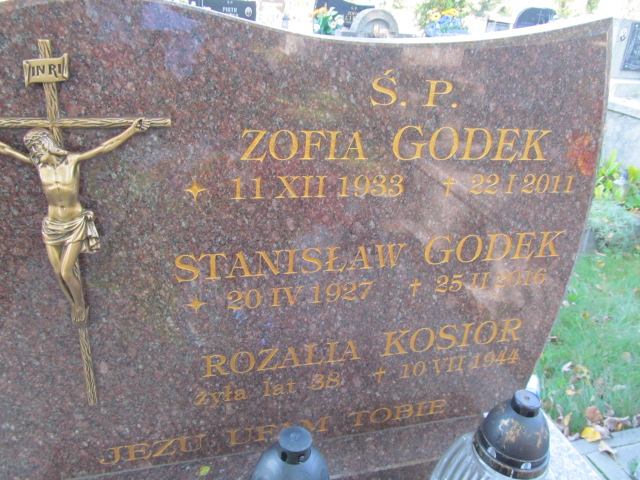 PIOTR
INRI
Ś. P.
ZOFIA GODEK
11 XII 1933 † 22 I 2011
STANISŁAW GODEK
20 IV 1927 † 25 II 2016
ROZALIA KOSIOR
żyła lat 38 † 10 VII 1944
JEZU UFAM TOBIE